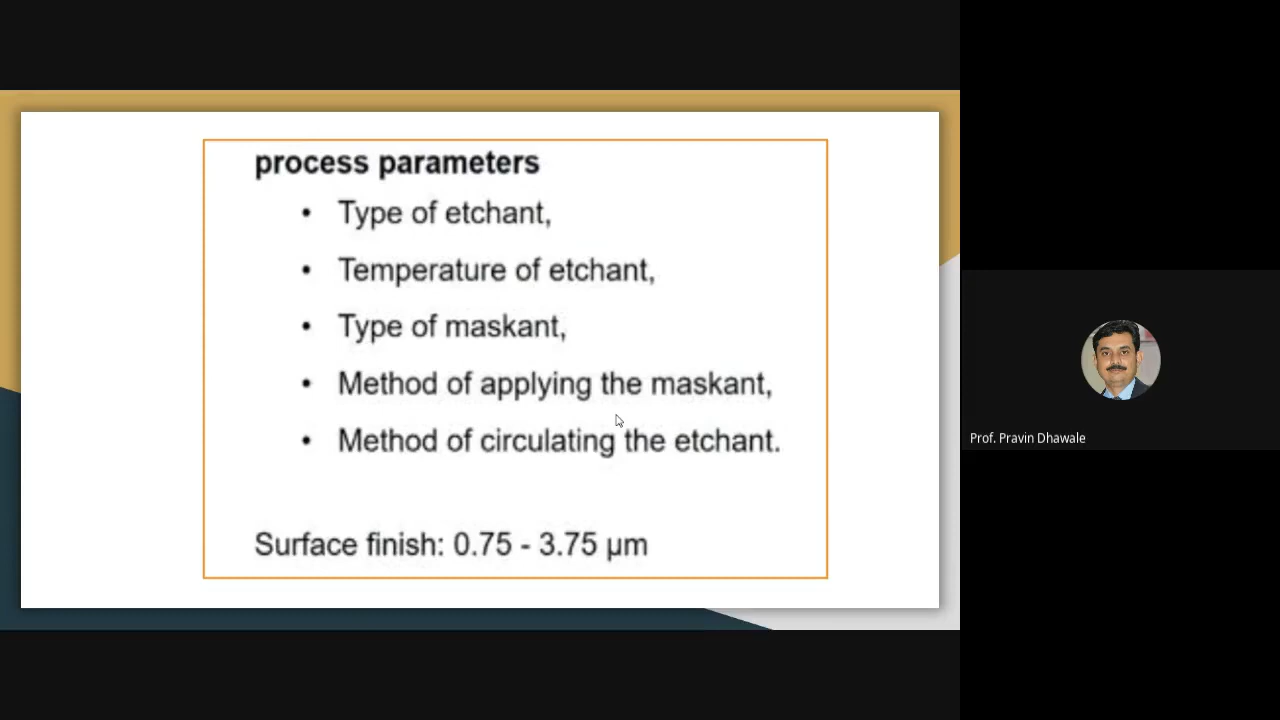 process parameters
• Type of etchant,
• Temperature of etchant,
• Type of maskant,
• Method of applying the maskant,
• Method of circulating the etchant.
Surface finish: 0.75 - 3.75 µm
Prof. Pravin Dhawale